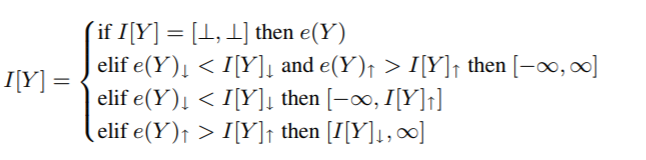 I[Y] = { if I[Y] = [⊥, ⊥] then e(Y)
elif e(Y)↓ < I[Y]↓ and e(Y)↑ > I[Y]↑ then [−∞, ∞]
elif e(Y)↓ < I[Y]↓ then [−∞, I[Y]↑]
elif e(Y)↑ > I[Y]↑ then [I[Y]↓, ∞]